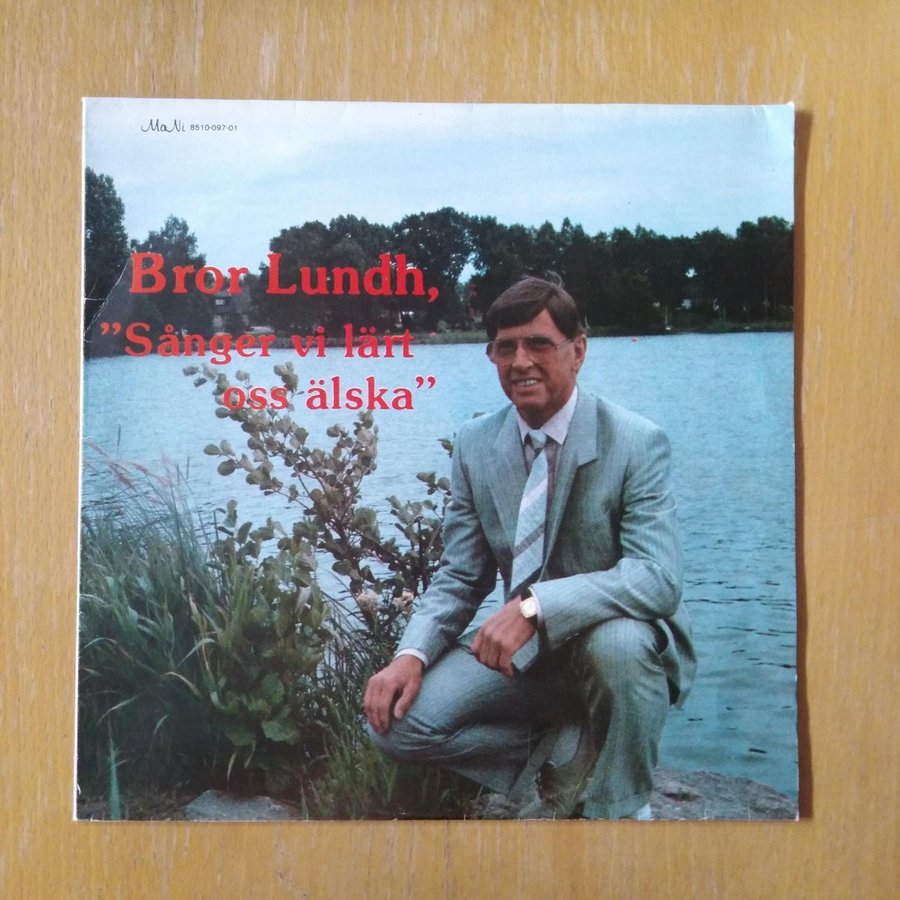 MaNi 8510-097-01
Bror Lundh,
”Sånger vi lärt
oss älska”